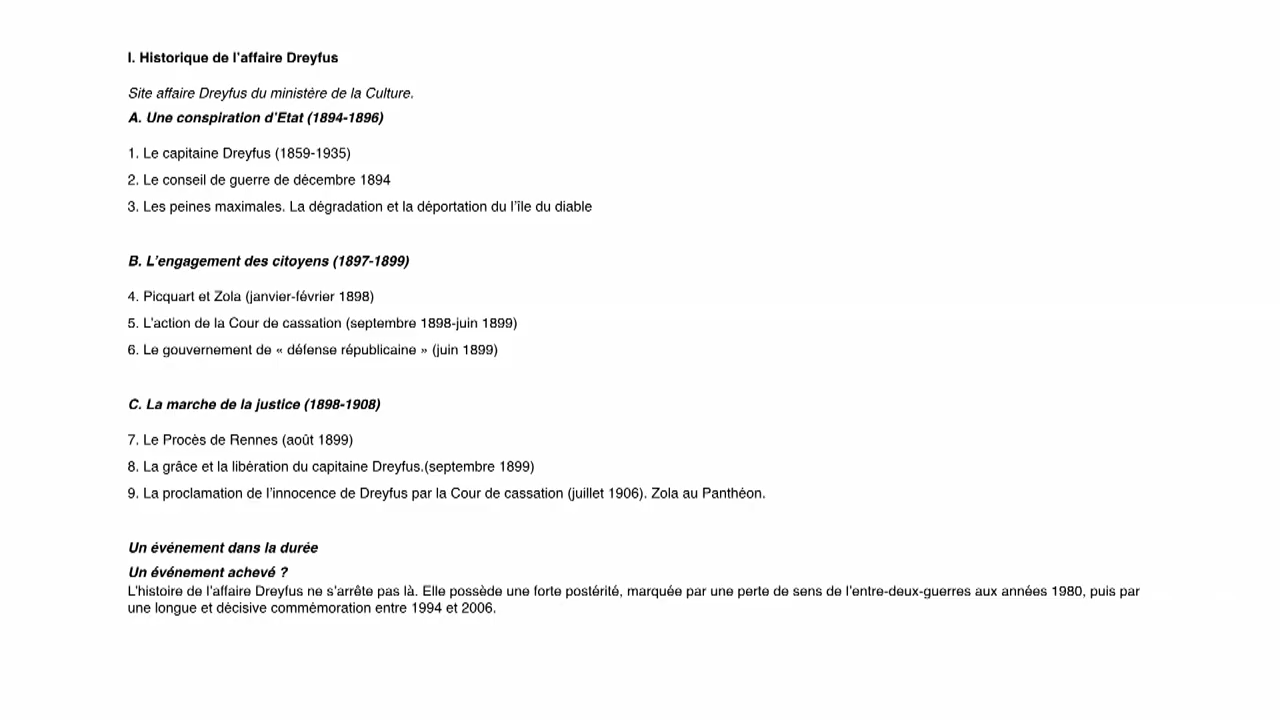 I. Historique de l'affaire Dreyfus
Site affaire Dreyfus du ministère de la Culture.
A. Une conspiration d'Etat (1894-1896)
1. Le capitaine Dreyfus (1859-1935)
2. Le conseil de guerre de décembre 1894
3. Les peines maximales. La dégradation et la déportation du l'île du diable
B. L'engagement des citoyens (1897-1899)
4. Picquart et Zola (janvier-février 1898)
5. L'action de la Cour de cassation (septembre 1898-juin 1899)
6. Le gouvernement de « défense républicaine » (juin 1899)
C. La marche de la justice (1898-1908)
7. Le Procès de Rennes (août 1899)
8. La grâce et la libération du capitaine Dreyfus.(septembre 1899)
9. La proclamation de l'innocence de Dreyfus par la Cour de cassation (juillet 1906). Zola au Panthéon.
Un événement dans la durée
Un événement achevé ?
L'histoire de l'affaire Dreyfus ne s'arrête pas là. Elle possède une forte postérité, marquée par une perte de sens de l'entre-deux-guerres aux années 1980, puis par
une longue et décisive commémoration entre 1994 et 2006.